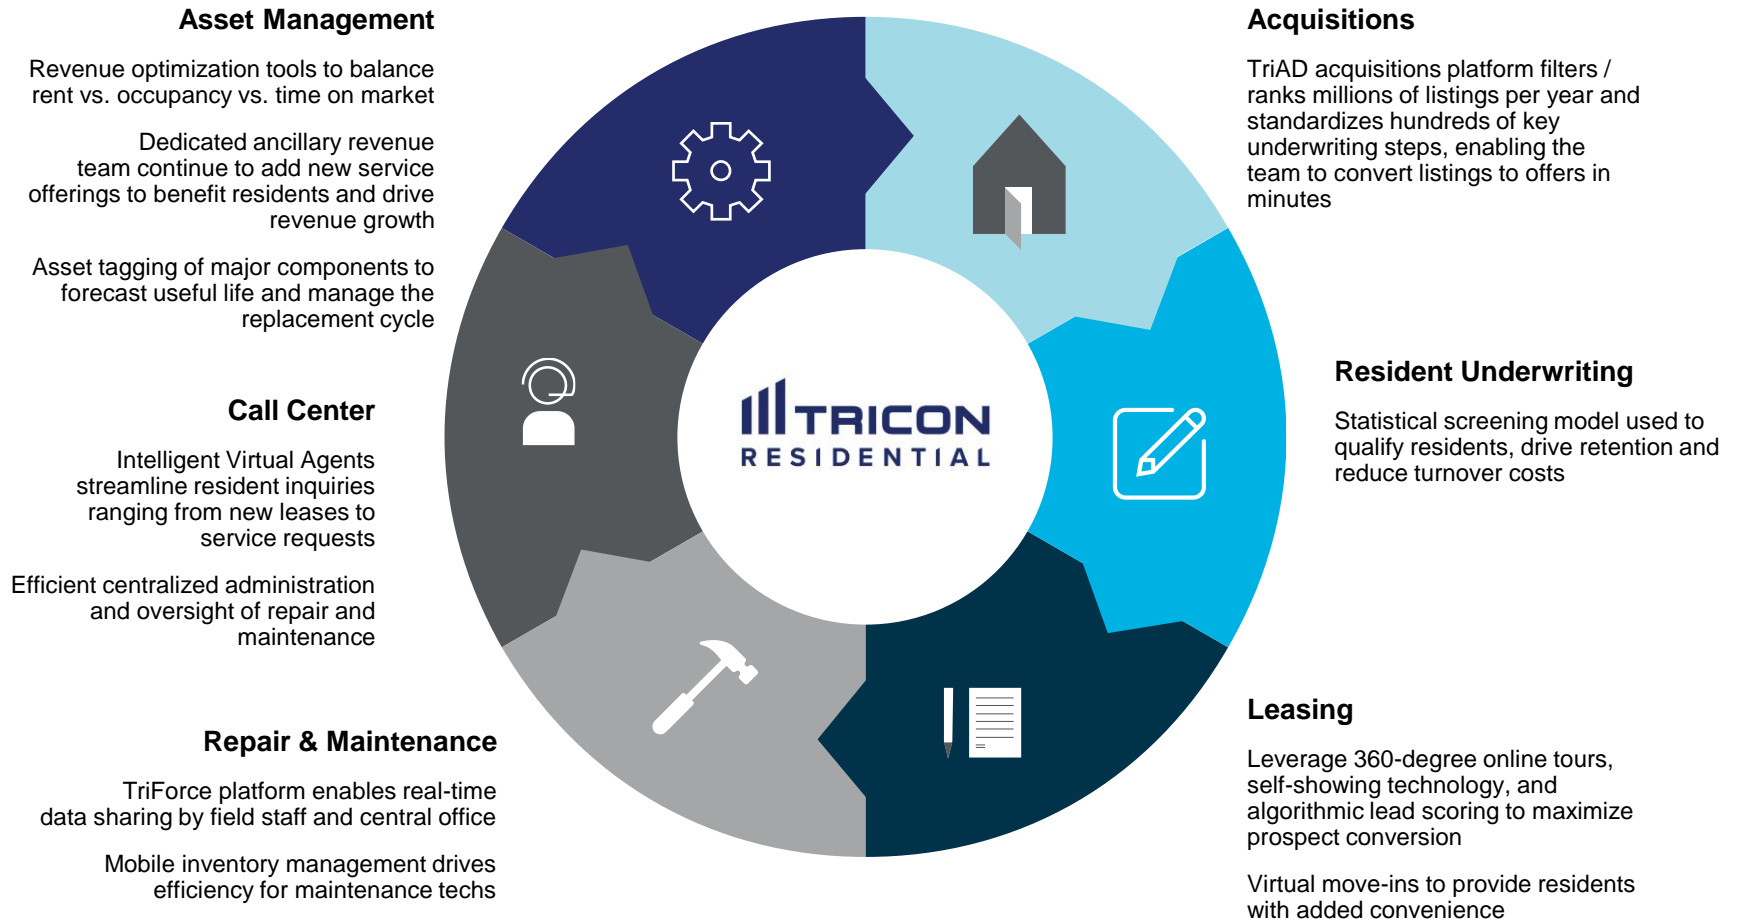 Asset Management
Revenue optimization tools to balance
rent vs. occupancy vs. time on market
Dedicated ancillary revenue
team continue to add new service
offerings to benefit residents and drive
revenue growth
Asset tagging of major components to
forecast useful life and manage the
replacement cycle
Call Center
Intelligent Virtual Agents
streamline resident inquiries
ranging from new leases to
service requests
Efficient centralized administration
and oversight of repair and
maintenance
Repair & Maintenance
TriForce platform enables real-time
data sharing by field staff and central office
Mobile inventory management drives
efficiency for maintenance techs
TRICON
RESIDENTIAL
Acquisitions
TriAD acquisitions platform filters /
ranks millions of listings per year and
standardizes hundreds of key
underwriting steps, enabling the
team to convert listings to offers in
minutes
Resident Underwriting
Statistical screening model used to
qualify residents, drive retention and
reduce turnover costs
Leasing
Leverage 360-degree online tours,
self-showing technology, and
algorithmic lead scoring to maximize
prospect conversion
Virtual move-ins to provide residents
with added convenience